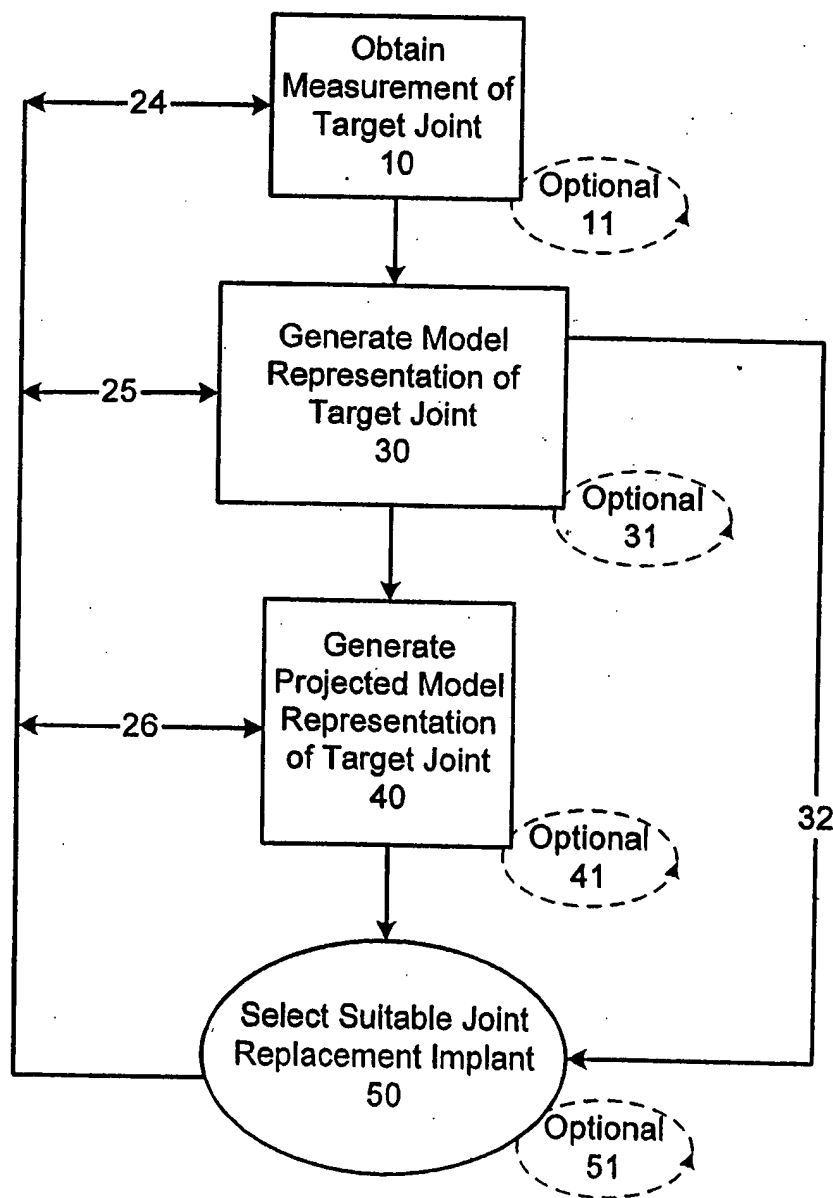 Obtain
Measurement of
Target Joint
10
24
Optional
11
Generate Model
Representation of
Target Joint
30
25
Optional
31
Generate
Projected Model
Representation
of Target Joint
40
26
32
Optional
41
Select Suitable Joint
Replacement Implant
50
Optional
51